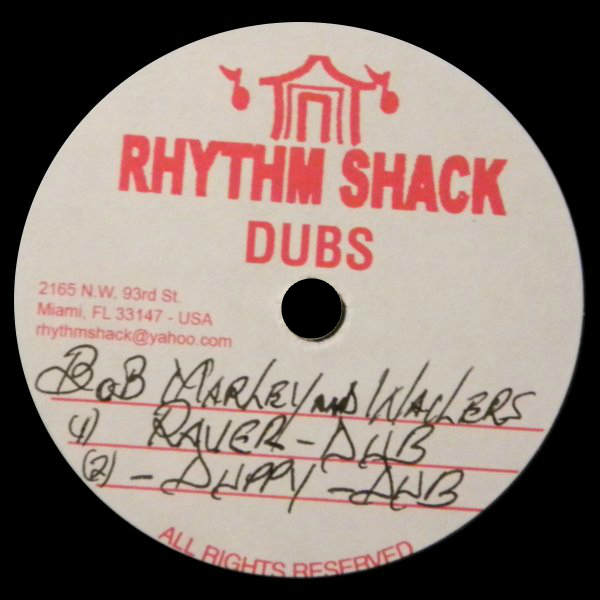 RHYTHM SHACK
DUBS
2165 N.W. 93rd St.
Miami, FL 33147 - USA
rhythmshack@yahoo.com
BOB MARLEY AND WAILERS
1) RAVER - DUB
(2) - DUPPY - DUB
ALL RIGHTS RESERVED